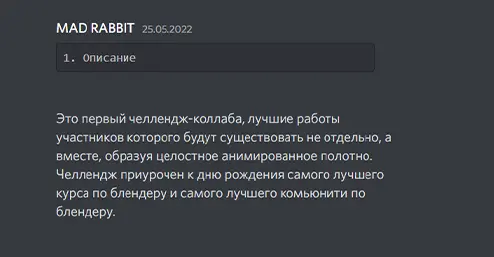 MAD RABBIT 25.05.2022
1. Описание
Это первый челлендж-коллаба, лучшие работы
участников которого будут существовать не отдельно, а
вместе, образуя целостное анимированное полотно.
Челлендж приурочен к дню рождения самого лучшего
курса по блендеру и самого лучшего комьюнити по
блендеру.